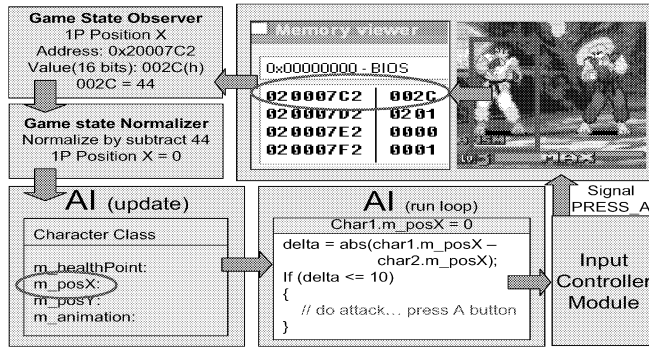 Game State Observer
1P Position X
Address: 0x20007C2
Value(16 bits): 002C(h)
002C = 44
Game state Normalizer
Normalize by subtract 44
1P Position X = 0
Memory viewer
0x00000000 - BIOS
020007C2 002C
020007D2 0201
020007E2 0000
020007F2 0001
AI (update)
Character Class
m_healthPoint:
m_posX:
m_posY:
m_animation:
AI (run loop)
Char1.m_posX = 0
delta = abs(char1.m_posX –
char2.m_posX);
If (delta <= 10)
{
// do attack... press A button
}
Signal
PRESS_A
Input
Controller
Module